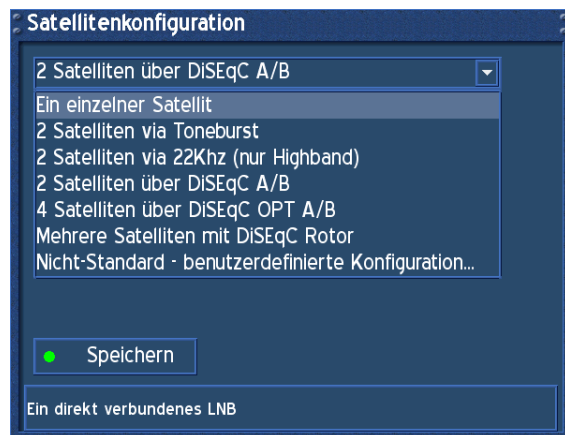 Satellitenkonfiguration
2 Satelliten über DiSEqC A/B
Ein einzelner Satellit
2 Satelliten via Toneburst
2 Satelliten via 22Khz (nur Highband)
2 Satelliten über DiSEqC A/B
4 Satelliten über DiSEqC OPT A/B
Mehrere Satelliten mit DiSEqC Rotor
Nicht-Standard - benutzerdefinierte Konfiguration...
Speichern
Ein direkt verbundenes LNB